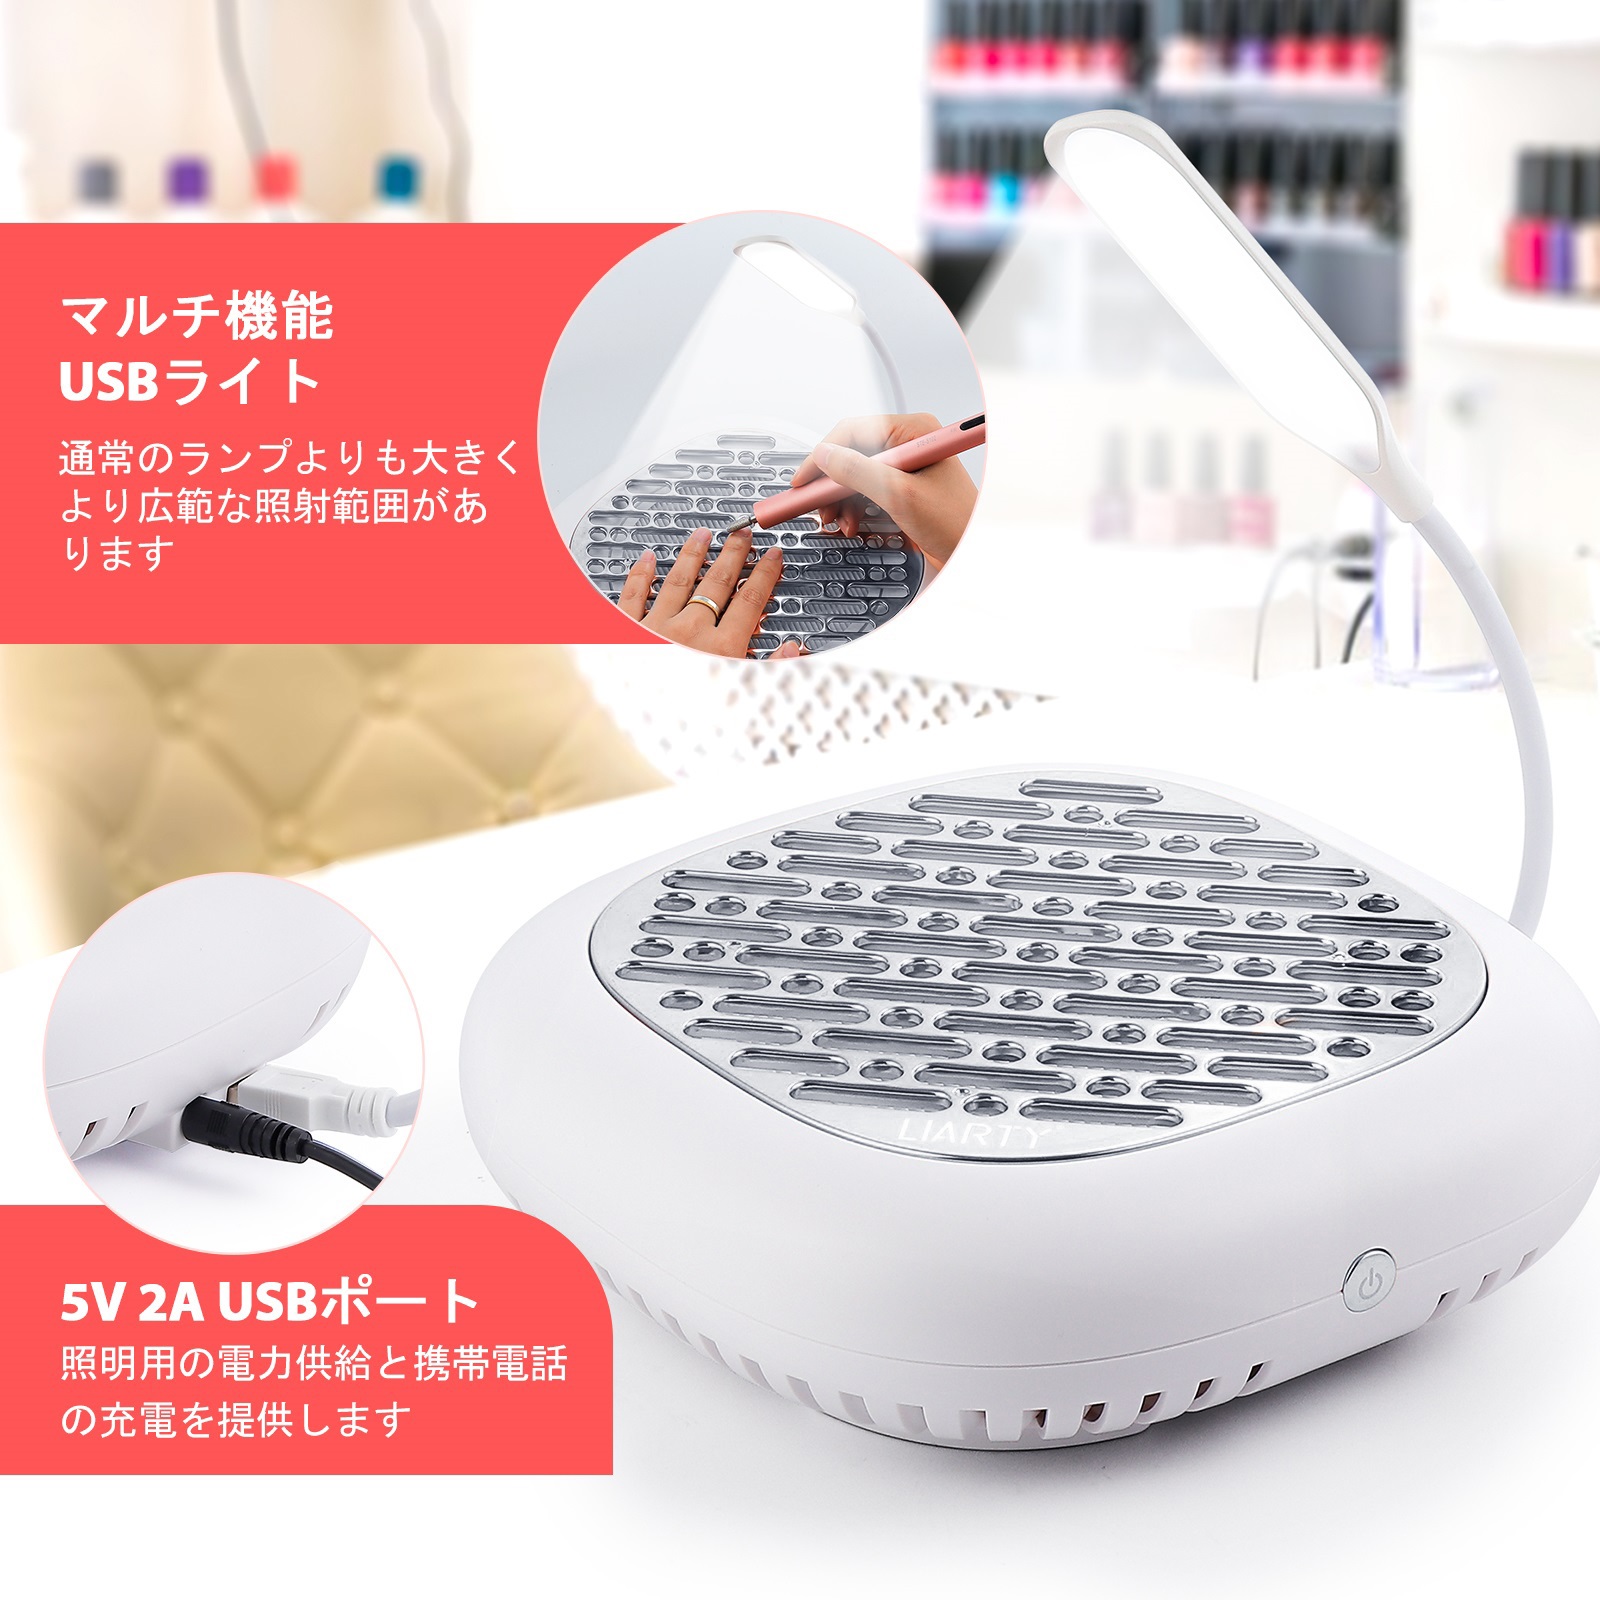 マルチ機能
USBライト
通常のランプよりも大きく
より広範な照射範囲があ
ります
LIARTY
5V 2A USBポート
照明用の電力供給と携帯電話
の充電を提供します